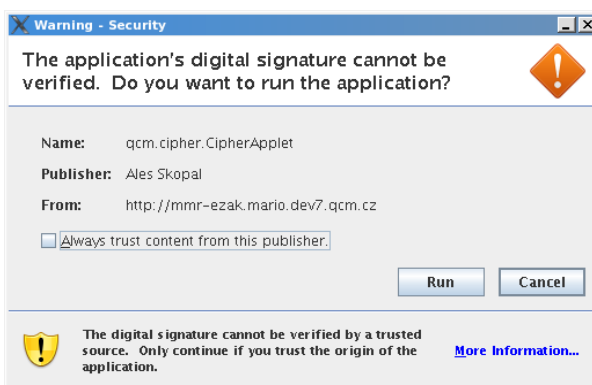 Warning - Security
The application's digital signature cannot be
verified. Do you want to run the application?
Name: qcm.cipher.CipherApplet
Publisher: Ales Skopal
From: http://mmr-ezak.mario.dev7.qcm.cz
Always trust content from this publisher.
Run Cancel
The digital signature cannot be verified by a trusted
source. Only continue if you trust the origin of the
application.
More Information...